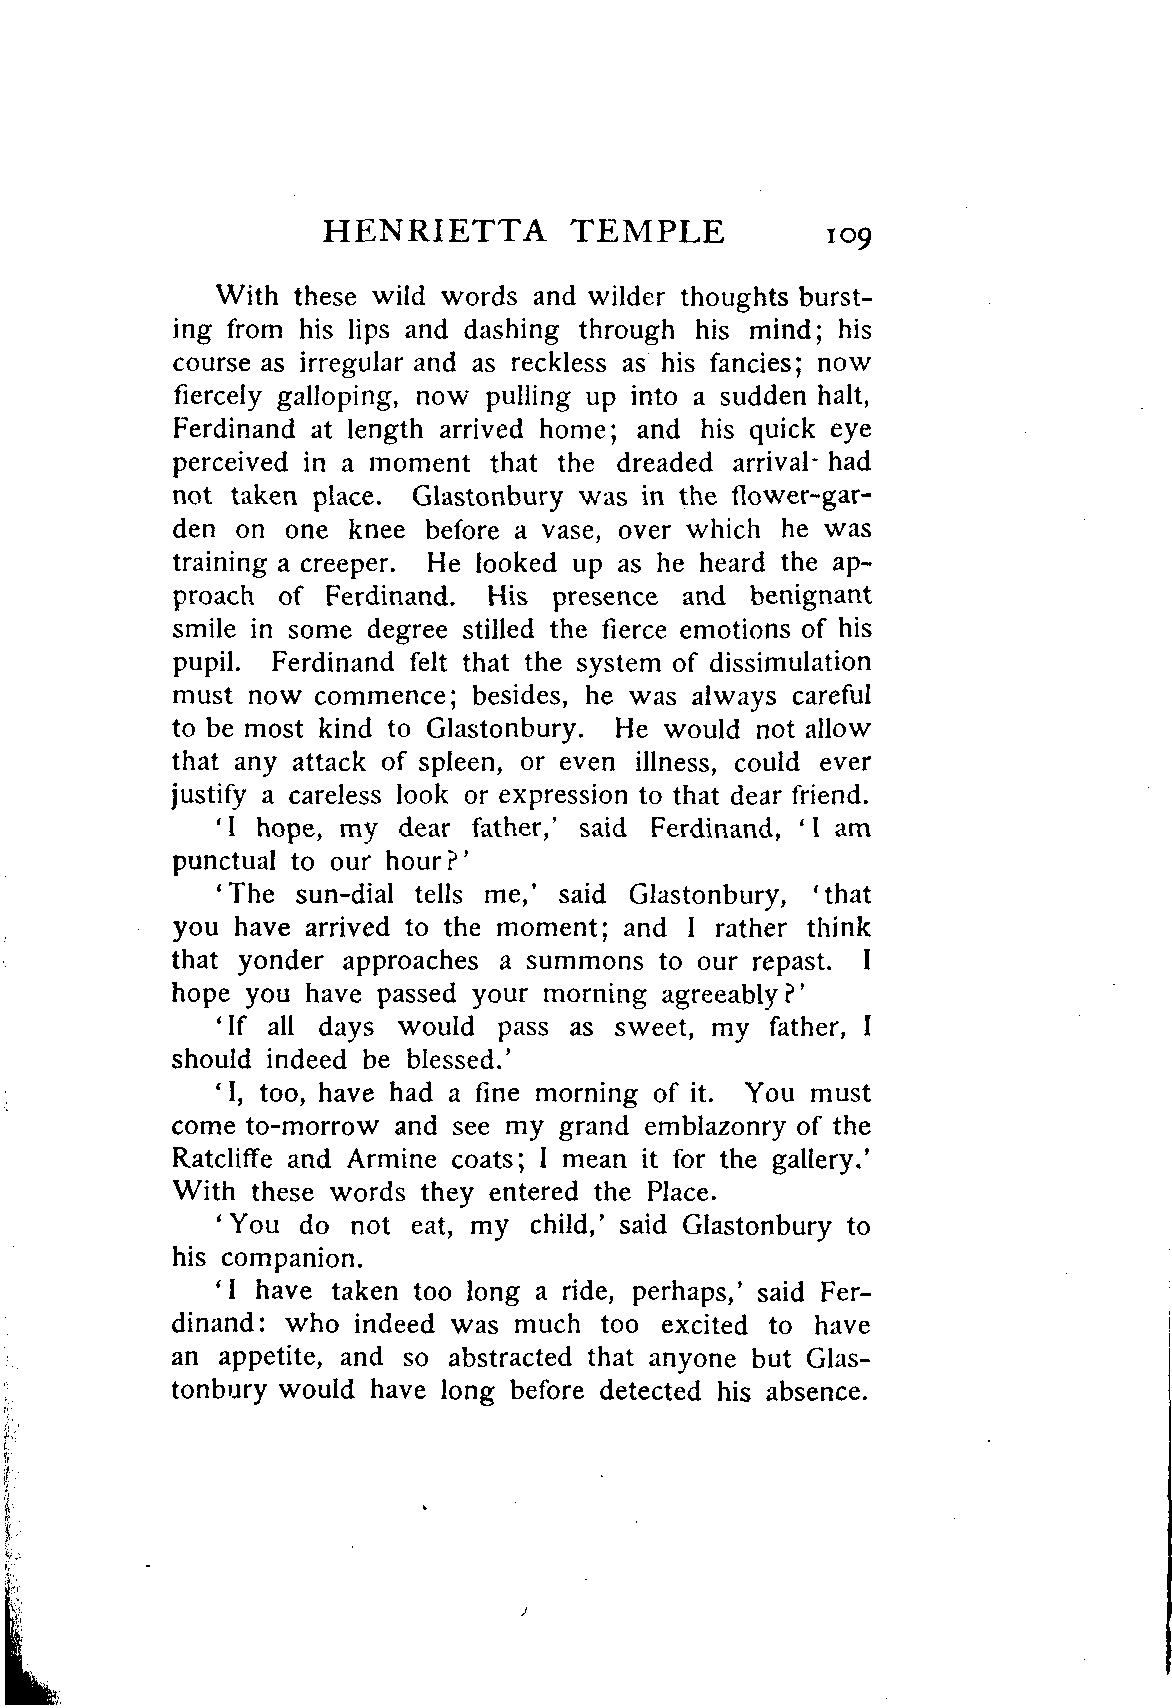 HENRIETTA TEMPLE 109
With these wild words and wilder thoughts burst-
ing from his lips and dashing through his mind; his
course as irregular and as reckless as his fancies; now
fiercely galloping, now pulling up into a sudden halt,
Ferdinand at length arrived home; and his quick eye
perceived in a moment that the dreaded arrival had
not taken place. Glastonbury was in the flower-gar-
den on one knee before a vase, over which he was
training a creeper. He looked up as he heard the ap-
proach of Ferdinand. His presence and benignant
smile in some degree stilled the fierce emotions of his
pupil. Ferdinand felt that the system of dissimulation
must now commence; besides, he was always careful
to be most kind to Glastonbury. He would not allow
that any attack of spleen, or even illness, could ever
justify a careless look or expression to that dear friend.
'I hope, my dear father,' said Ferdinand, 'I am
punctual to our hour?'
'The sun-dial tells me,' said Glastonbury, 'that
you have arrived to the moment; and I rather think
that yonder approaches a summons to our repast. I
hope you have passed your morning agreeably?'
'If all days would pass as sweet, my father, I
should indeed be blessed.'
'I, too, have had a fine morning of it. You must
come to-morrow and see my grand emblazonry of the
Ratcliffe and Armine coats; I mean it for the gallery.'
With these words they entered the Place.
'You do not eat, my child,' said Glastonbury to
his companion.
'I have taken too long a ride, perhaps,' said Fer-
dinand: who indeed was much too excited to have
an appetite, and so abstracted that anyone but Glas-
tonbury would have long before detected his absence.